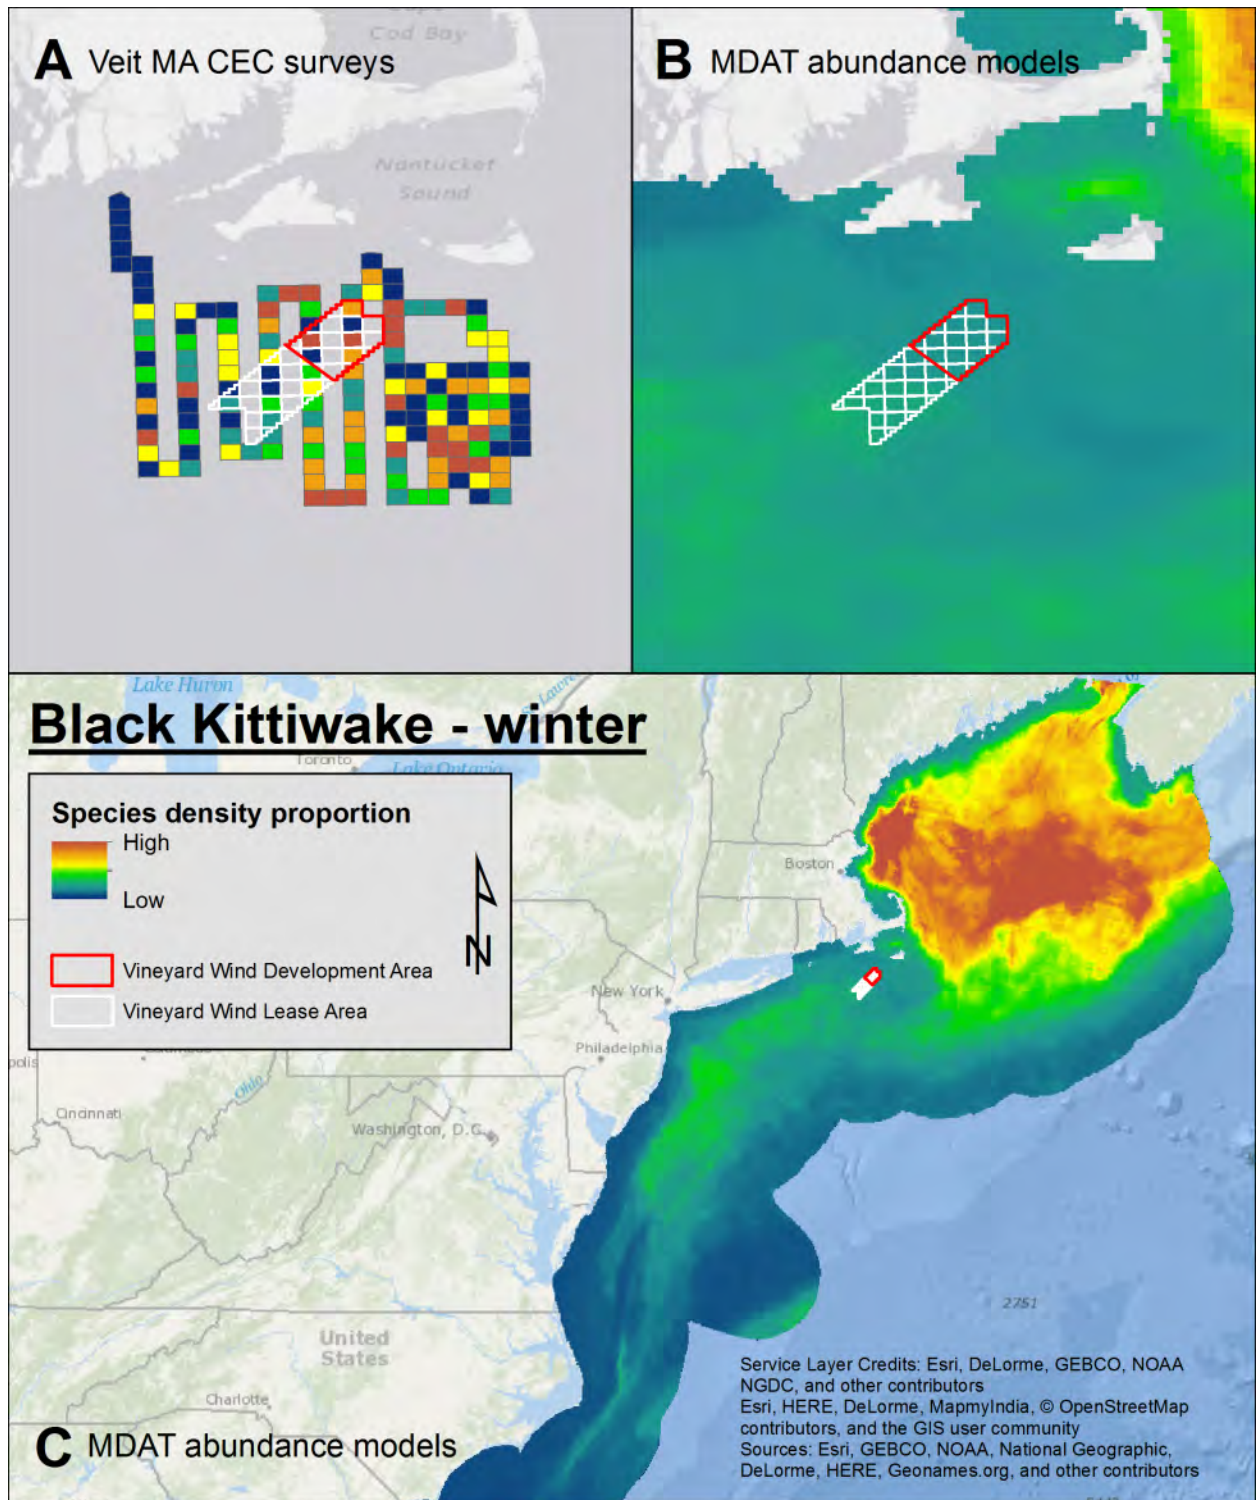 A Veit MA CEC surveys
Cod Bay
Nantucket
Sound
B MDAT abundance models
Lake Huron
Black Kittiwake - winter
Toronto
Lake Ontario
Species density proportion
High
Low
N
Vineyard Wind Development Area
Vineyard Wind Lease Area
Boston
New York
Philadelphia
Ohio
Cincinnati
Washington, D.C.
2751
United
States
Charlotte
Service Layer Credits: Esri, DeLorme, GEBCO, NOAA
NGDC, and other contributors
Esri, HERE, DeLorme, MapmyIndia, © OpenStreetMap
contributors, and the GIS user community
Sources: Esri, GEBCO, NOAA, National Geographic,
DeLorme, HERE, Geonames.org, and other contributors
C MDAT abundance models